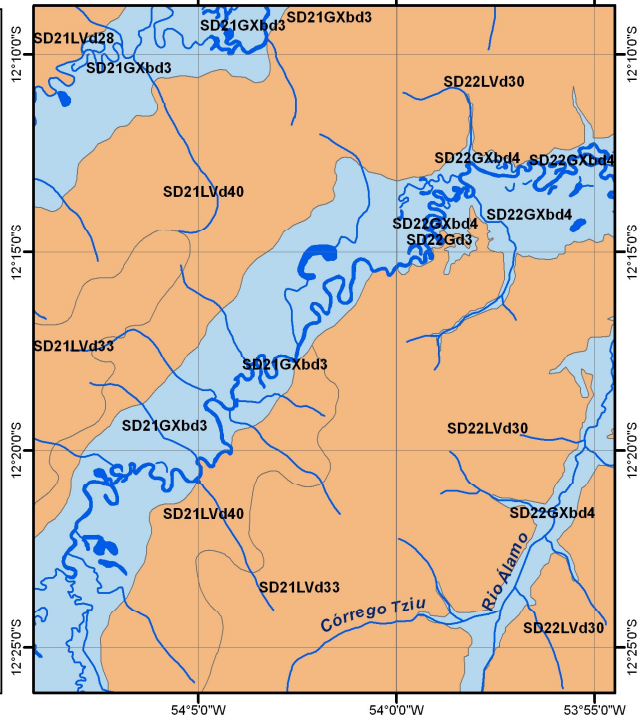 SD21GXbd3
SD21GXbd3
SD21LVd28
12°10'0"S
12°10'0"S
SD21GXbd3
SD22LVd30
SD22GXbd4
SD22GXbd4
SD21LVd40
SD22GXbd4
SD22GXbd4
SD22Gd3
12°15'0"S
12°15'0"S
SD21LVd33
SD21GXbd3
SD21GXbd3
SD22LVd30
12°20'0"S
12°20'0"S
SD21LVd40
SD22GXbd4
Rio Álamo
SD21LVd33
Córrego Tziu
SD22LVd30
12°25'0"S
12°25'0"S
54°5'0"W
54°0'0"W
53°55'0"W